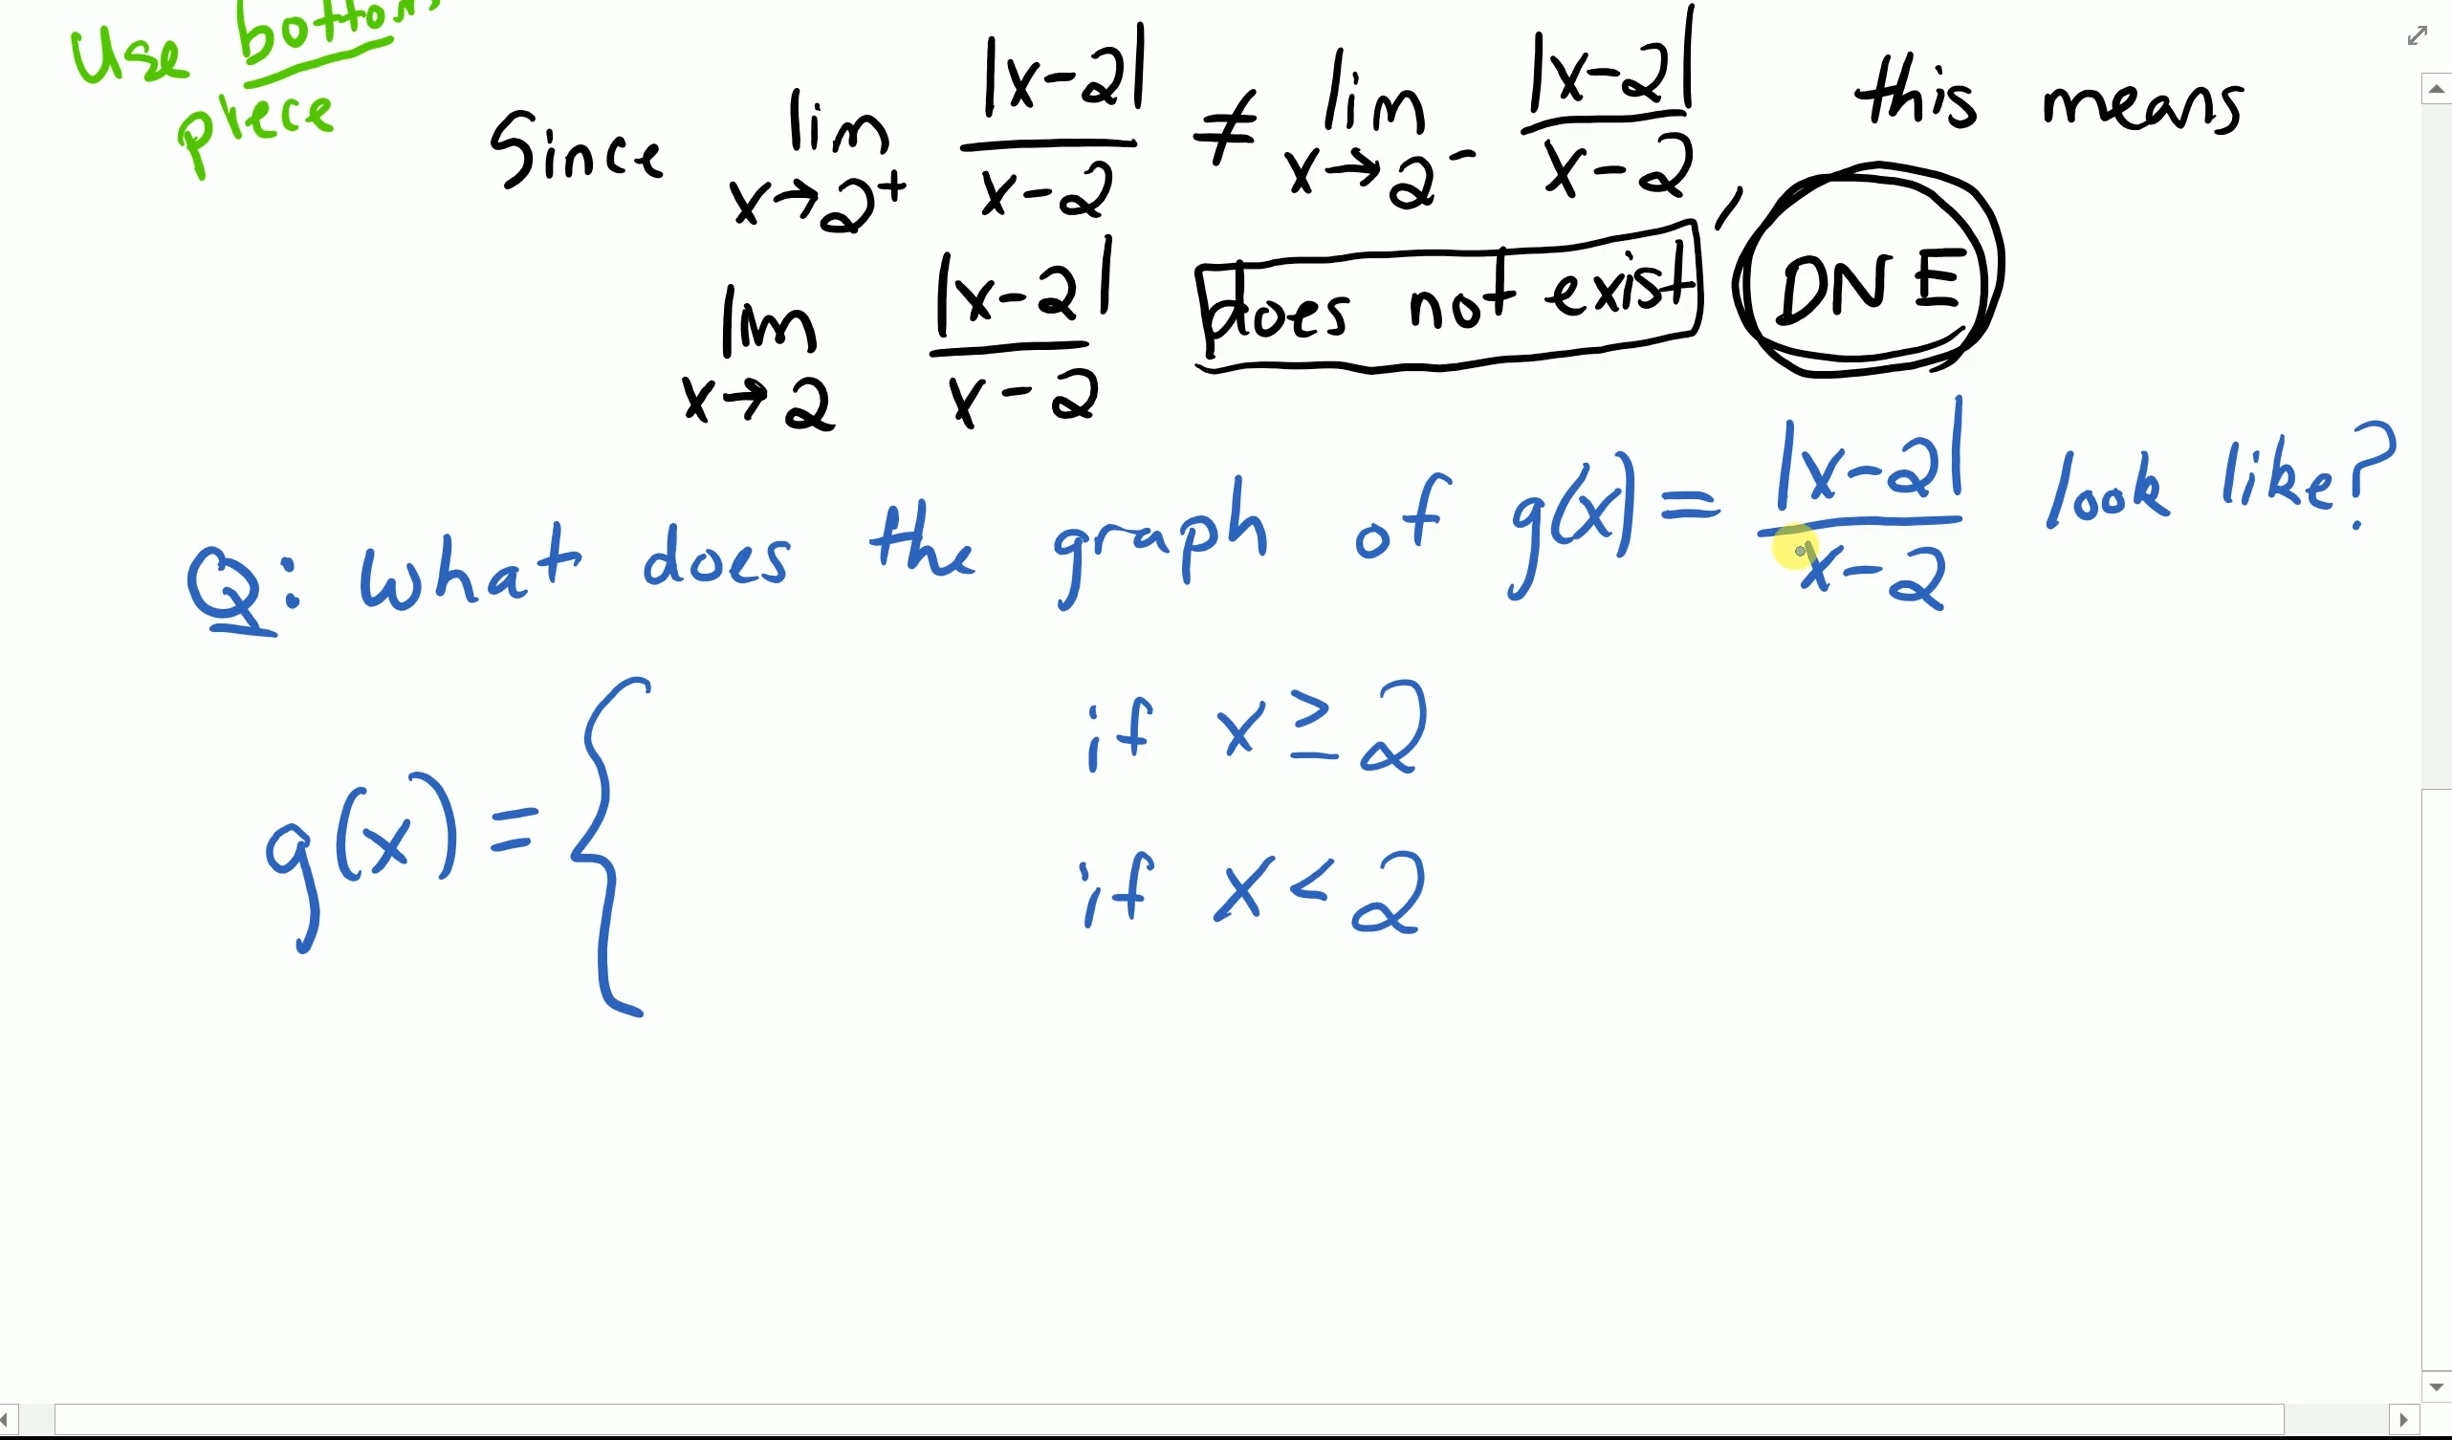 Use bottom
piece
Since lim x→2+ |x-2|/x-2 ≠ lim x→2- |x-2|/x-2 this means
lim x→2 |x-2|/x-2 does not exist, DNE
Q: What does the graph of g(x) = |x-2|/x-2 look like?
g(x) = {
if x ≥ 2
if x < 2